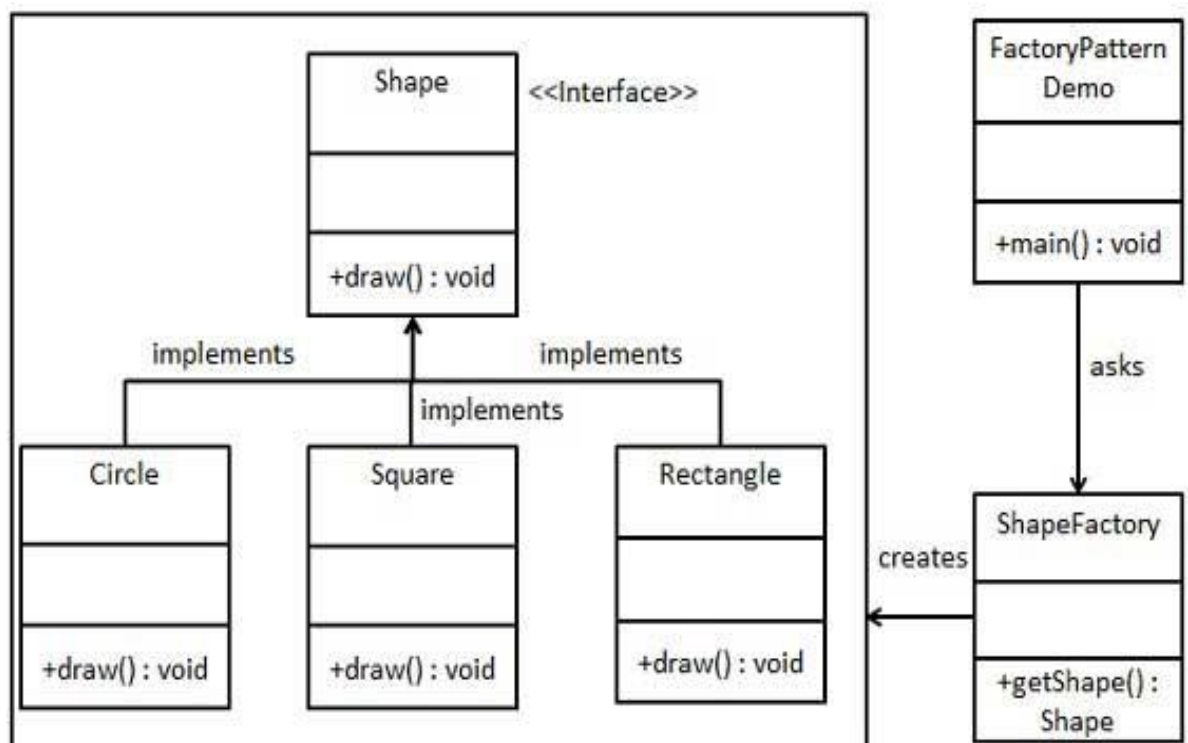 Shape
<<Interface>>
+draw() : void
implements
implements
implements
Circle
+draw() : void
Square
+draw() : void
Rectangle
+draw() : void
FactoryPattern
Demo
+main() : void
asks
ShapeFactory
+getShape() :
Shape
creates